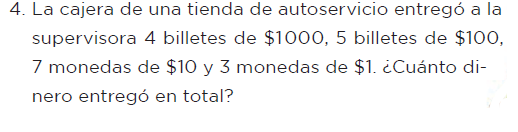 4. La cajera de una tienda de autoservicio entregó a la
supervisora 4 billetes de $1000, 5 billetes de $100,
7 monedas de $10 y 3 monedas de $1. ¿Cuánto di-
nero entregó en total?